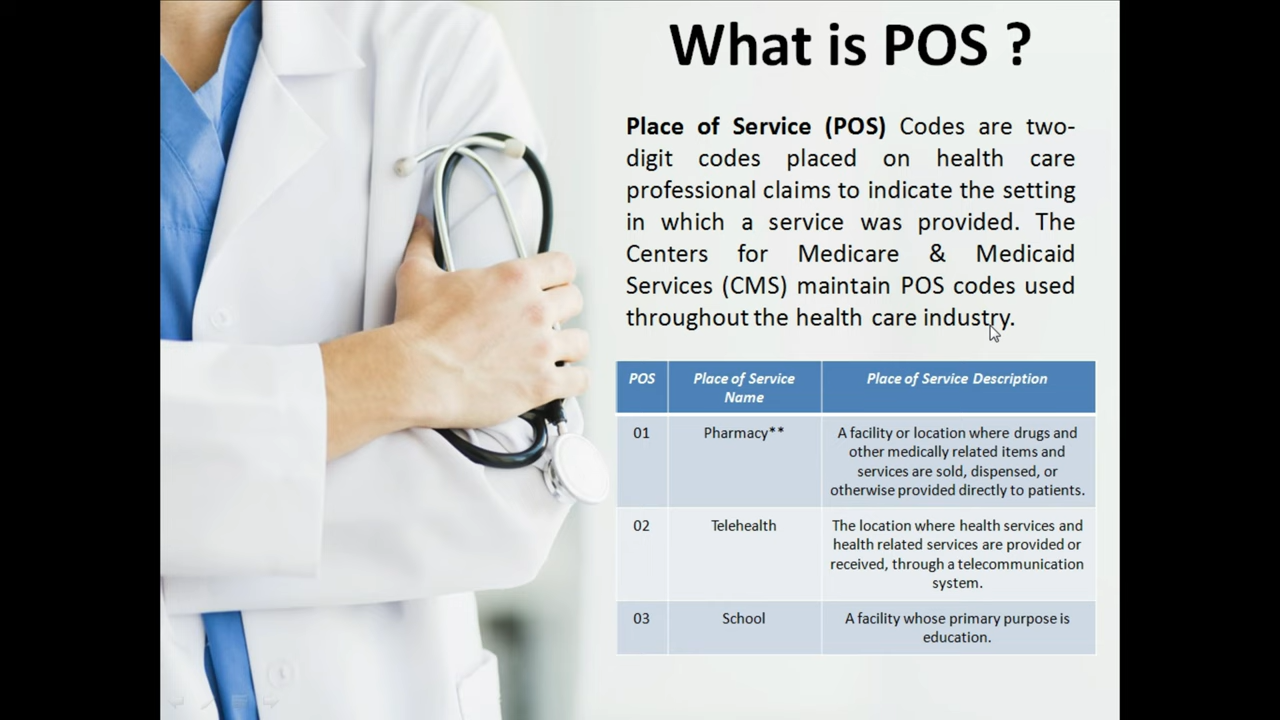 What is POS ?
Place of Service (POS) Codes are two-
digit codes placed on health care
professional claims to indicate the setting
in which a service was provided. The
Centers for Medicare & Medicaid
Services (CMS) maintain POS codes used
throughout the health care industry.
POS
Place of Service
Name
Place of Service Description
01
Pharmacy**
A facility or location where drugs and
other medically related items and
services are sold, dispensed, or
otherwise provided directly to patients.
02
Telehealth
The location where health services and
health related services are provided or
received, through a telecommunication
system.
03
School
A facility whose primary purpose is
education.